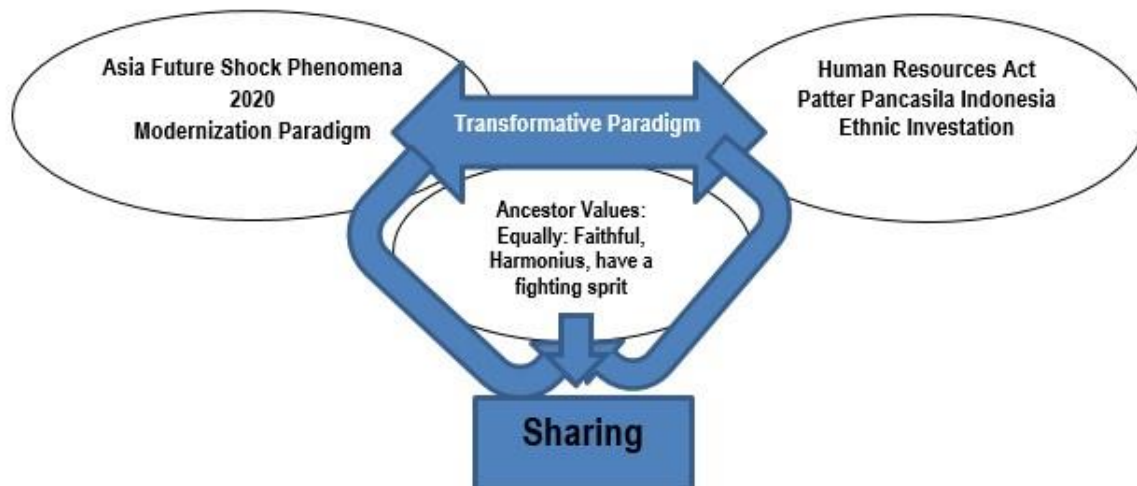 Asia Future Shock Phenomena
2020
Modernization Paradigm
Transformative Paradigm
Human Resources Act
Patter Pancasila Indonesia
Ethnic Investation
Ancestor Values:
Equally: Faithful,
Harmonius, have a
fighting sprit
Sharing